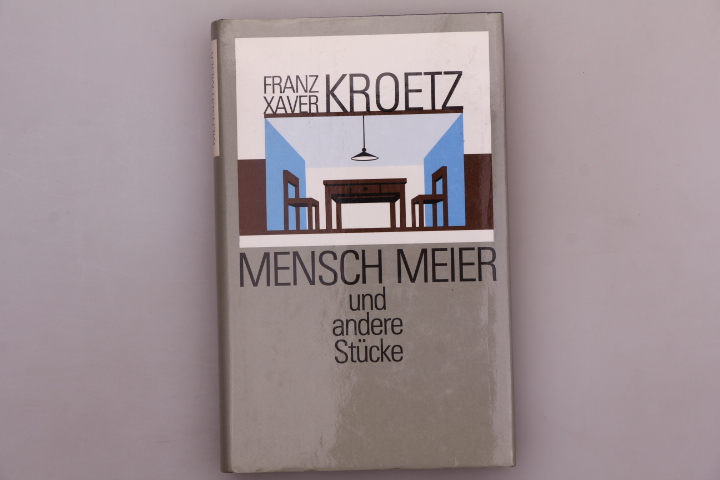 FRANZ
XAVER KROETZ
MENSCH MEIER
und
andere
Stücke